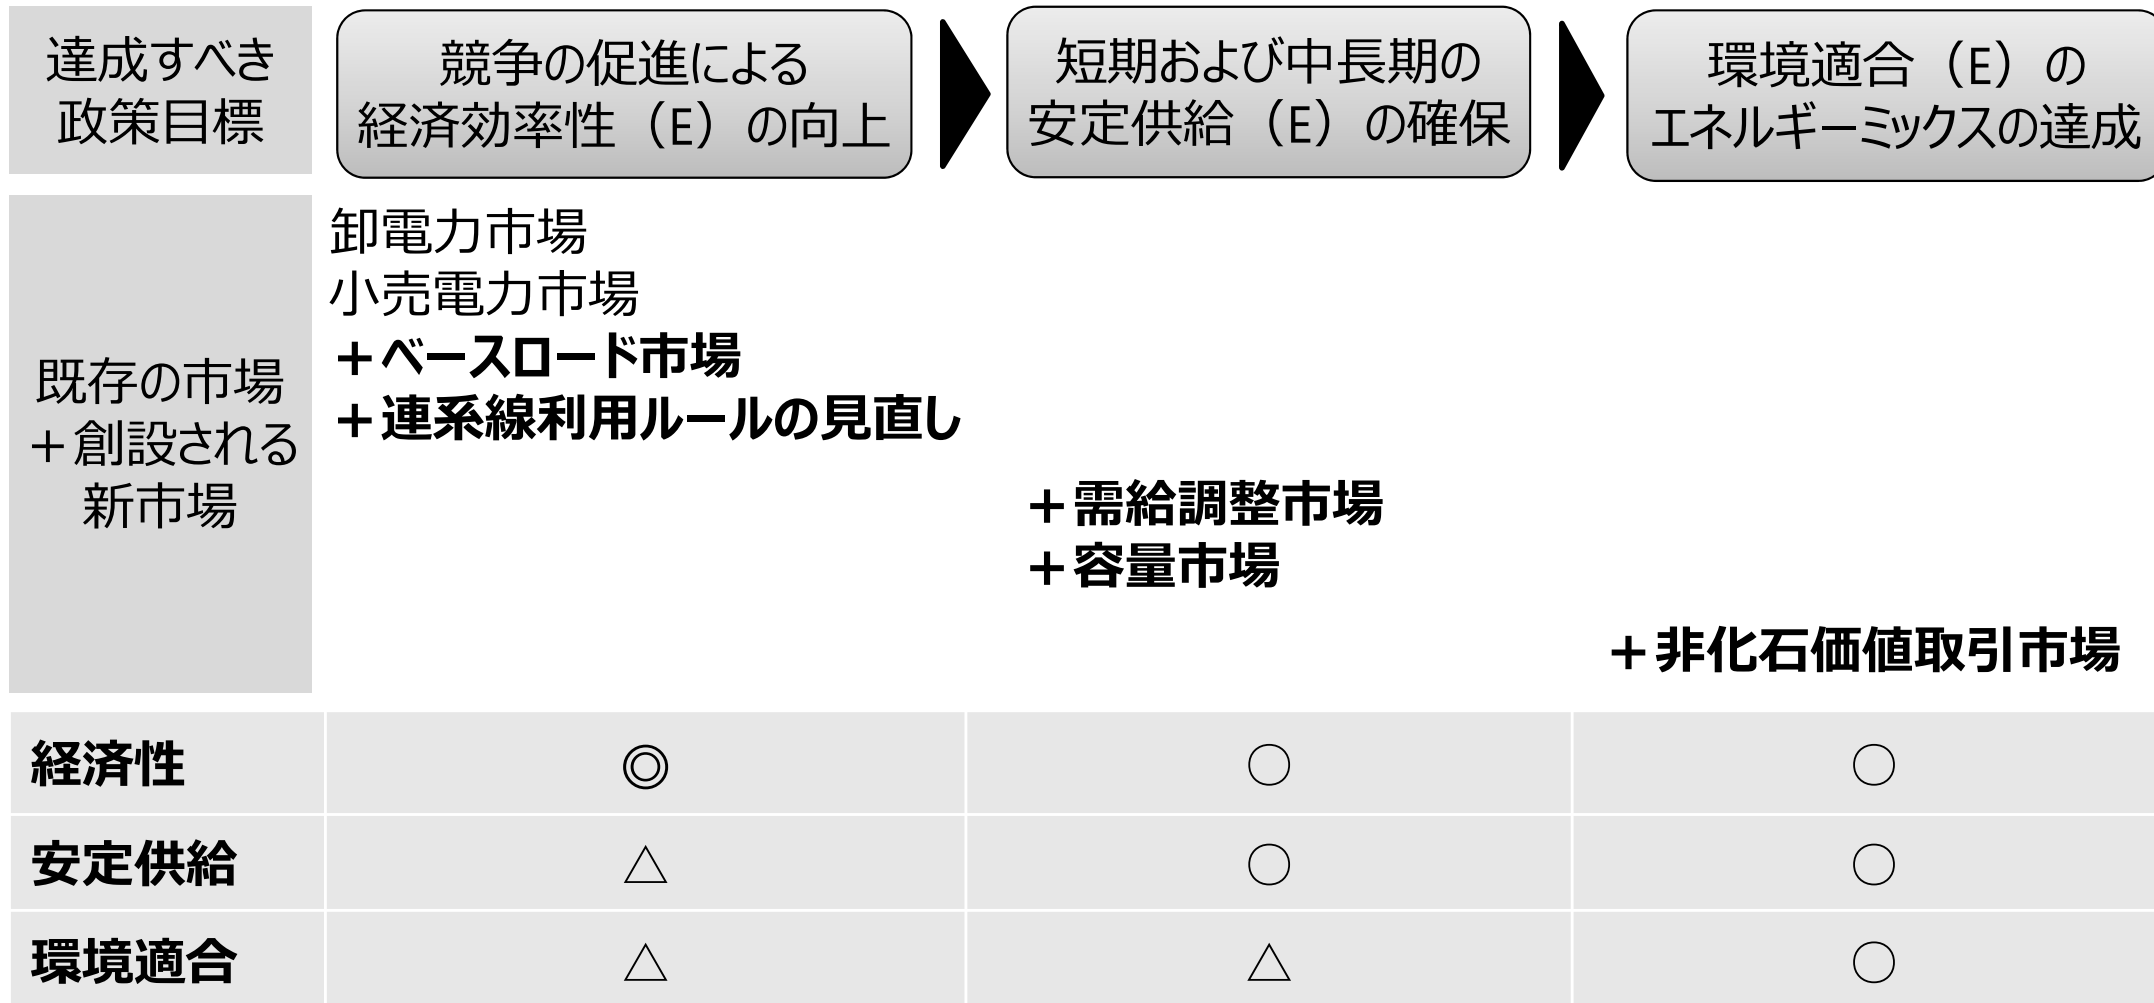 達成すべき
政策目標
競争の促進による
経済効率性（E）の向上
短期および中長期の
安定供給（E）の確保
環境適合（E）の
エネルギーミックスの達成
既存の市場
+創設される
新市場
卸電力市場
小売電力市場
+ベースロード市場
+連系線利用ルールの見直し
+需給調整市場
+容量市場
+非化石価値取引市場
経済性 ◎ ○ ○
安定供給 △ ○ ○
環境適合 △ △ ○